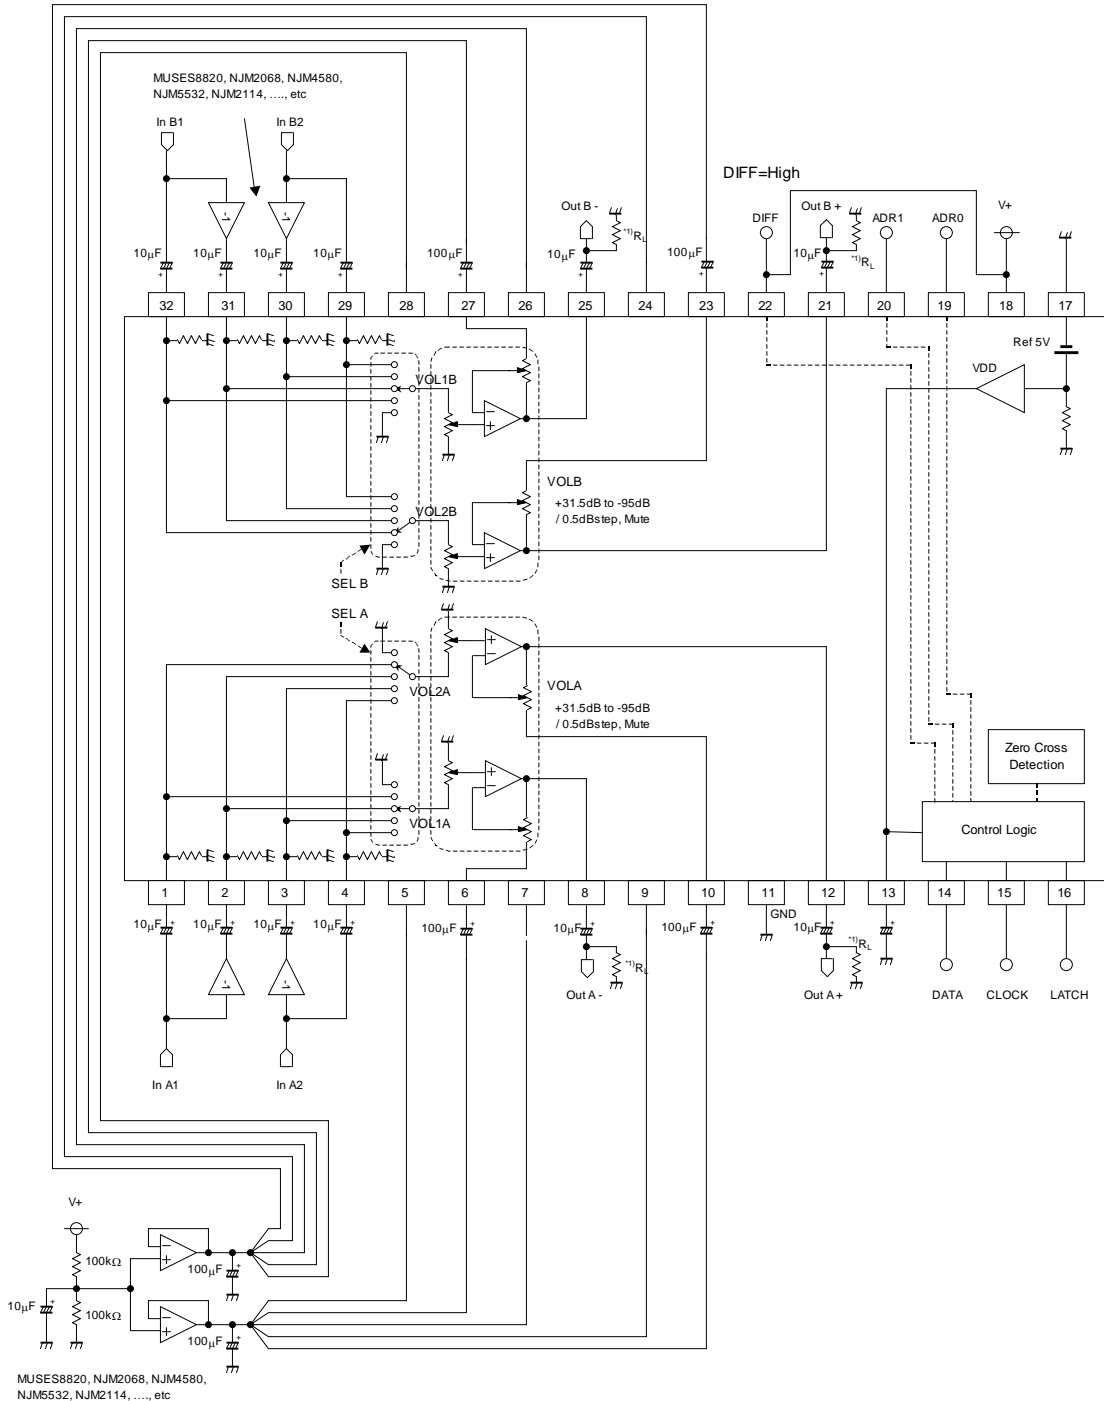 MUSES8820, NJM2068, NJM4580,
NJM5532, NJM2114, …., etc
In B1
In B2
DIFF=High
Out B -
DIFF
Out B +
ADR1
ADR0
V+
*1)RL
*1)RL
-1
-1
10µF
10µF
10µF
10µF
100µF
10µF
100µF
10µF
32
31
30
29
28
27
26
25
24
23
22
21
20
19
18
17
Ref 5V
VDD
VOL1B
VOLB
+31.5dB to -95dB
/ 0.5dBstep, Mute
VOL2B
SEL B
SEL A
VOL2A
VOLA
+31.5dB to -95dB
/ 0.5dBstep, Mute
Zero Cross
Detection
VOL1A
Control Logic
1
2
3
4
5
6
7
8
9
10
11
12
13
14
15
16
GND
10µF
10µF
10µF
10µF
100µF
10µF
100µF
10µF
*1)RL
*1)RL
-1
-1
Out A -
Out A +
DATA
CLOCK
LATCH
In A1
In A2
V+
100kΩ
100µF
10µF
100kΩ
100µF
MUSES8820, NJM2068, NJM4580,
NJM5532, NJM2114, …., etc